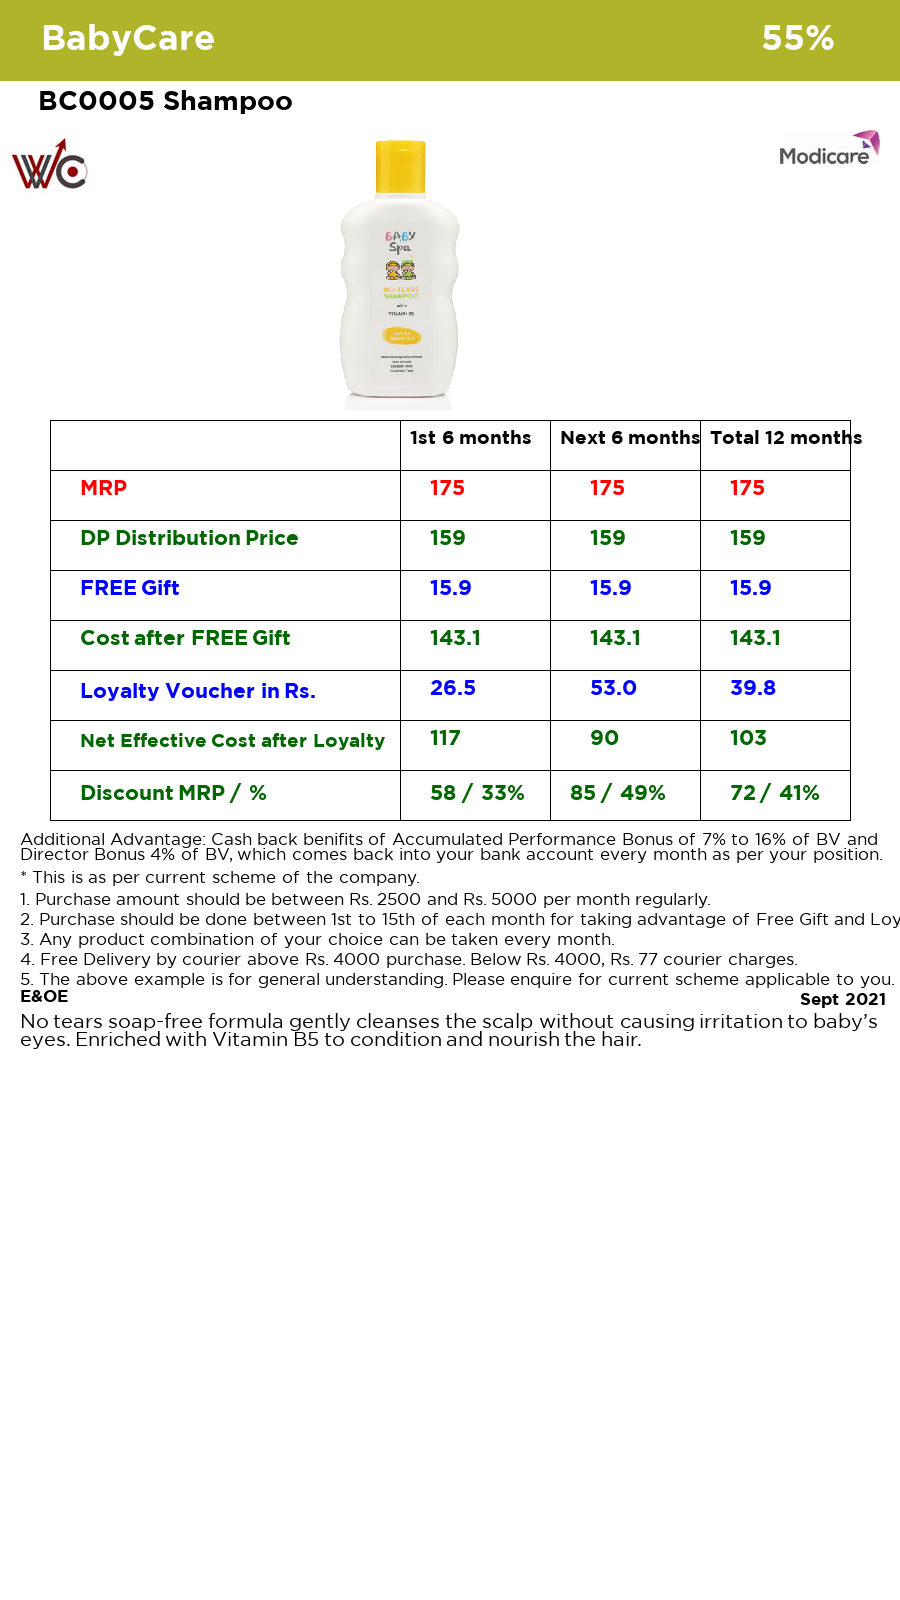 BabyCare 55%
BC0005 Shampoo
WC
Modicare
BABY
Spa
NO-TEARS
SHAMPOO
VITAMIN B5
1st 6 months Next 6 months Total 12 months
MRP 175 175 175
DP Distribution Price 159 159 159
FREE Gift 15.9 15.9 15.9
Cost after FREE Gift 143.1 143.1 143.1
Loyalty Voucher in Rs. 26.5 53.0 39.8
Net Effective Cost after Loyalty 117 90 103
Discount MRP / % 58 / 33% 85 / 49% 72 / 41%
Additional Advantage: Cash back benifits of Accumulated Performance Bonus of 7% to 16% of BV and
Director Bonus 4% of BV, which comes back into your bank account every month as per your position.
* This is as per current scheme of the company.
1. Purchase amount should be between Rs. 2500 and Rs. 5000 per month regularly.
2. Purchase should be done between 1st to 15th of each month for taking advantage of Free Gift and Loy
3. Any product combination of your choice can be taken every month.
4. Free Delivery by courier above Rs. 4000 purchase. Below Rs. 4000, Rs. 77 courier charges.
5. The above example is for general understanding. Please enquire for current scheme applicable to you.
E&OE
Sept 2021
No tears soap-free formula gently cleanses the scalp without causing irritation to baby's
eyes. Enriched with Vitamin B5 to condition and nourish the hair.